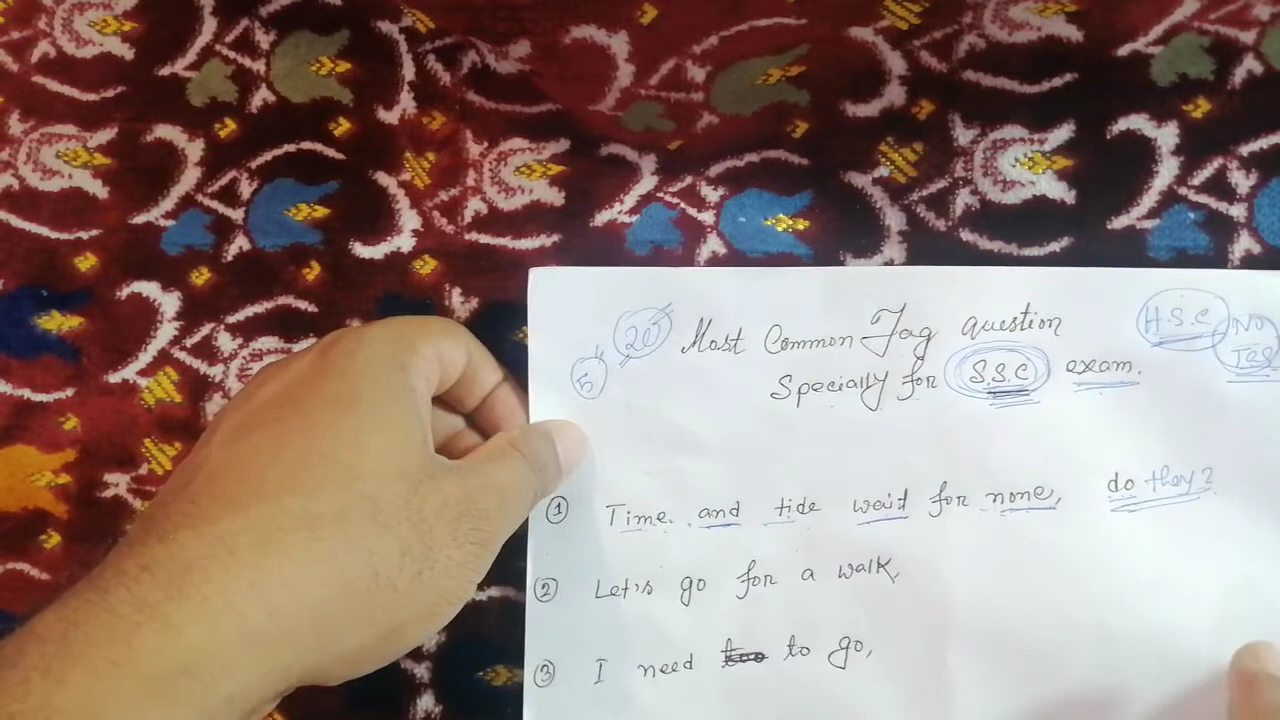 20 Most Common Tag question H.S.C
5 Specially for S.S.C exam. No
① Time and tide wait for none, do they?
② Let's go for a walk,
③ I need to go,